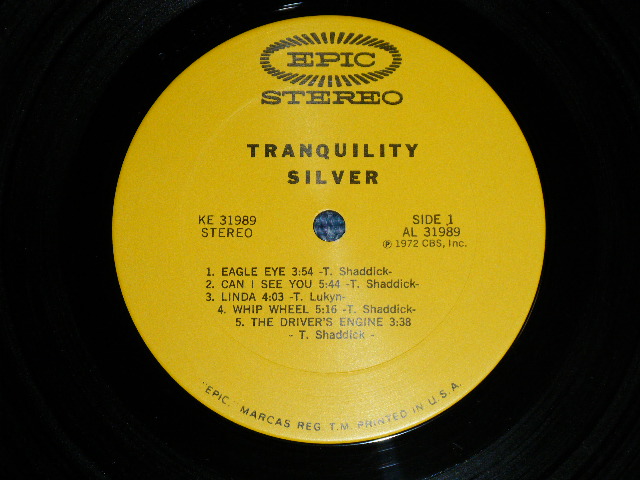 EPIC
STEREO
TRANQUILITY
SILVER
KE 31989
STEREO
SIDE 1
AL 31989
℗ 1972 CBS, Inc.
1. EAGLE EYE 3:54 -T. Shaddick-
2. CAN I SEE YOU 5:44 -T. Shaddick-
3. LINDA 4:03 -T. Lukyn-
4. WHIP WHEEL 5:16 -T. Shaddick-
5. THE DRIVER'S ENGINE 3:38
- T. Shaddick -
"EPIC," MARCAS REG. T.M. PRINTED IN U.S.A.